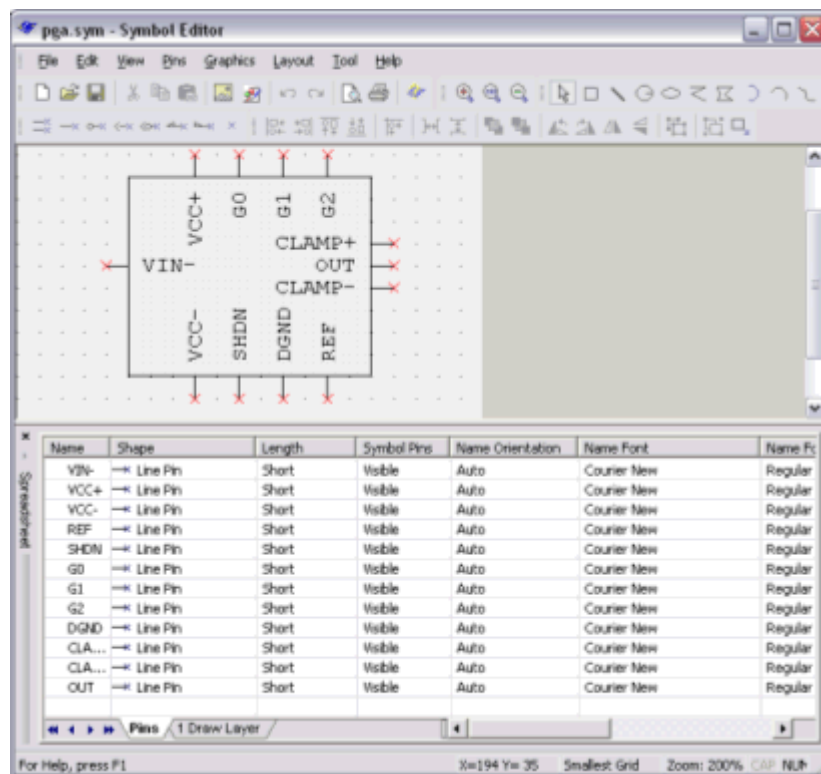 pga.sym - Symbol Editor
File Edit View Pins Graphics Layout Tool Help
VCC+ G0 G1 G2
CLAMP+
VIN- OUT
CLAMP-
VCC- SHDN DGND REF
Spreadsheet
Name Shape Length Symbol Pins Name Orientation Name Font Name Fo
VIN- Line Pin Short Visible Auto Courier New Regular
VCC+ Line Pin Short Visible Auto Courier New Regular
VCC- Line Pin Short Visible Auto Courier New Regular
REF Line Pin Short Visible Auto Courier New Regular
SHDN Line Pin Short Visible Auto Courier New Regular
G0 Line Pin Short Visible Auto Courier New Regular
G1 Line Pin Short Visible Auto Courier New Regular
G2 Line Pin Short Visible Auto Courier New Regular
DGND Line Pin Short Visible Auto Courier New Regular
CLA... Line Pin Short Visible Auto Courier New Regular
CLA... Line Pin Short Visible Auto Courier New Regular
OUT Line Pin Short Visible Auto Courier New Regular
Pins 1 Draw Layer
For Help, press F1 X=194 Y= 35 Smallest Grid Zoom: 200% CAP NUM